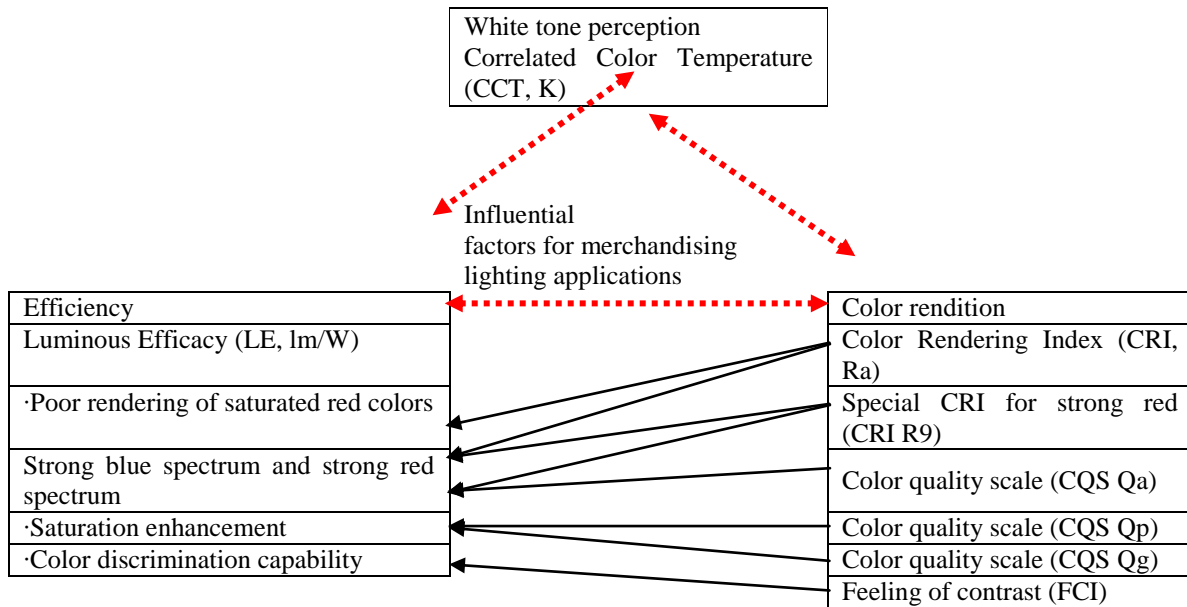 White tone perception
Correlated Color Temperature
(CCT, K)
Influential
factors for merchandising
lighting applications
Efficiency
Luminous Efficacy (LE, lm/W)
·Poor rendering of saturated red colors
Strong blue spectrum and strong red
spectrum
·Saturation enhancement
·Color discrimination capability
Color rendition
Color Rendering Index (CRI,
Ra)
Special CRI for strong red
(CRI R9)
Color quality scale (CQS Qa)
Color quality scale (CQS Qp)
Color quality scale (CQS Qg)
Feeling of contrast (FCI)